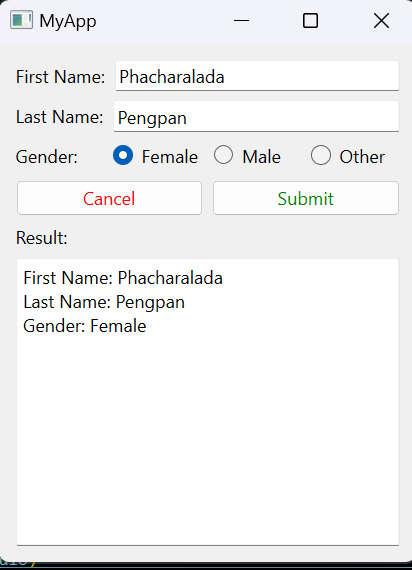 MyApp
First Name: Phacharalada
Last Name: Pengpan
Gender: Female Male Other
Cancel Submit
Result:
First Name: Phacharalada
Last Name: Pengpan
Gender: Female